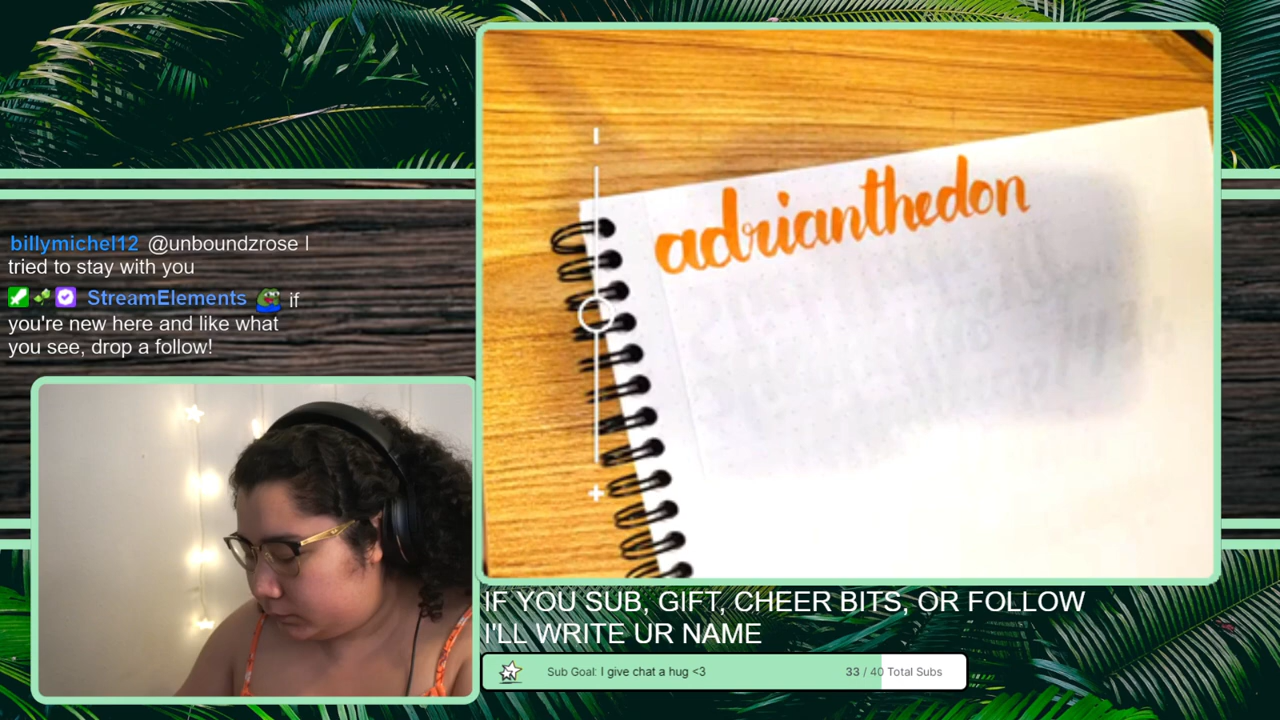 billymichel12 @unboundzrose I
tried to stay with you
StreamElements if
you're new here and like what
you see, drop a follow!
adrianthedon
IF YOU SUB, GIFT, CHEER BITS, OR FOLLOW
I'LL WRITE UR NAME
Sub Goal: I give chat a hug <3 33 / 40 Total Subs